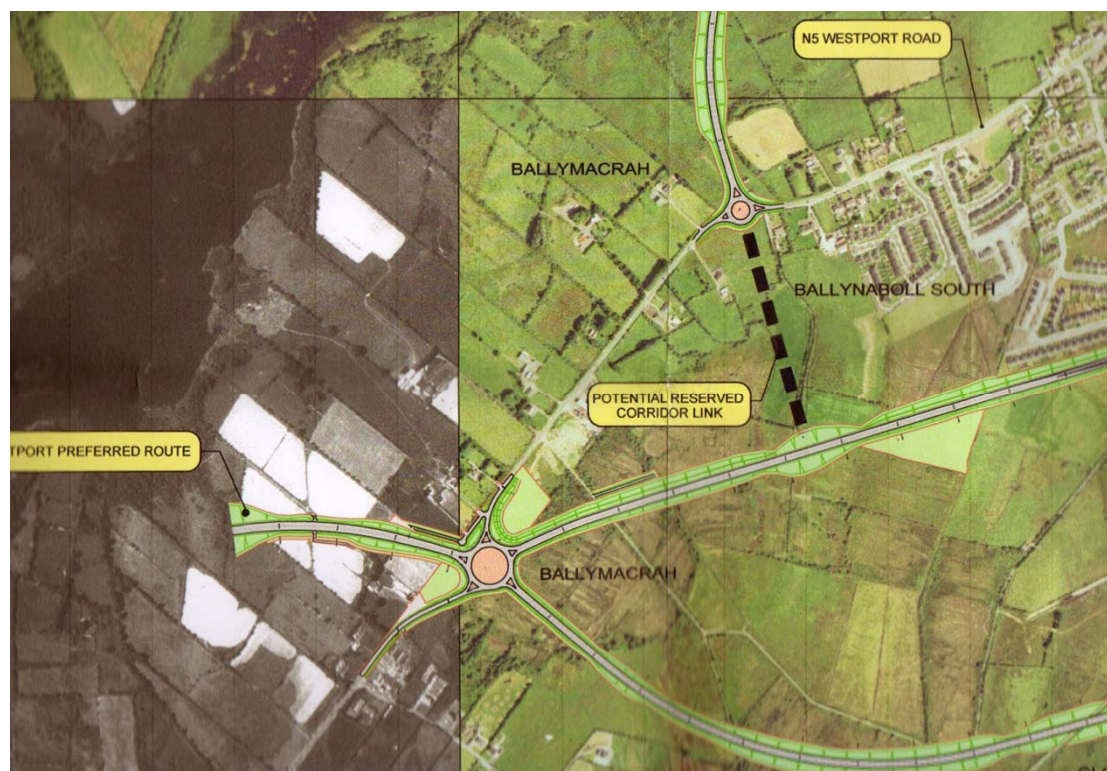 N5 WESTPORT ROAD
BALLYMACRAH
BALLYNABOLL SOUTH
POTENTIAL RESERVED
CORRIDOR LINK
TPORT PREFERRED ROUTE
BALLYMACRAH